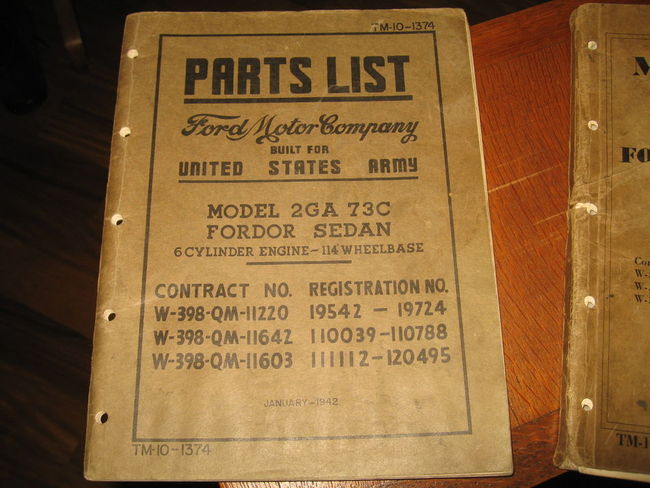 TM-10-1374
PARTS LIST
Ford Motor Company
BUILT FOR
UNITED STATES ARMY
MODEL 2GA 73C
FORDOR SEDAN
6 CYLINDER ENGINE - 114 WHEELBASE
CONTRACT NO. REGISTRATION NO.
W-398-QM-11220 19542 - 19724
W-398-QM-11642 110039-110788
W-398-QM-11603 111112-120495
JANUARY-1942
TM-10-1374
M
FO
Co
W-
W-
W-
TM-1